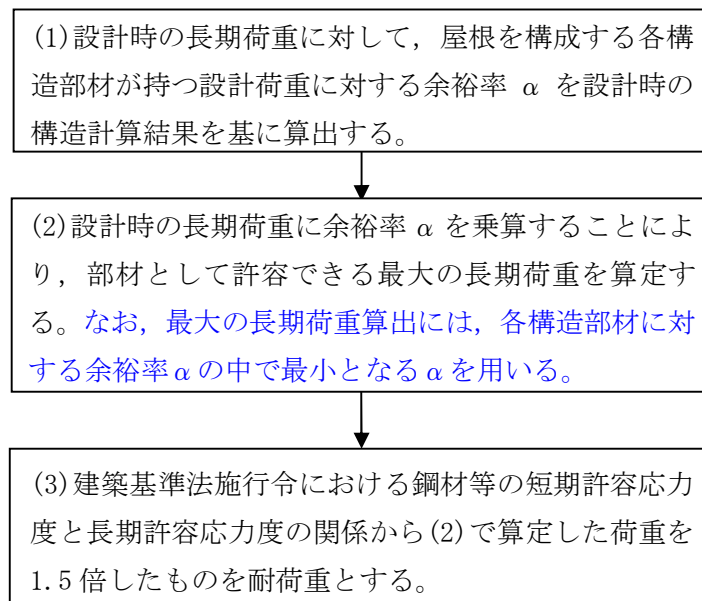 (1)設計時の長期荷重に対して，屋根を構成する各構
造部材が持つ設計荷重に対する余裕率 α を設計時の
構造計算結果を基に算出する。
(2)設計時の長期荷重に余裕率 α を乗算することによ
り，部材として許容できる最大の長期荷重を算定す
る。なお，最大の長期荷重算出には，各構造部材に対
する余裕率αの中で最小となるαを用いる。
(3)建築基準法施行令における鋼材等の短期許容応力
度と長期許容応力度の関係から(2)で算定した荷重を
1.5倍したものを耐荷重とする。